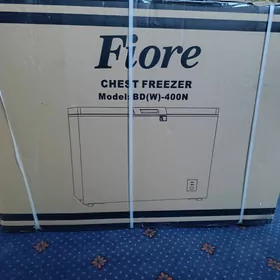 Fiore
CHEST FREEZER
Model: BD(W)-400N